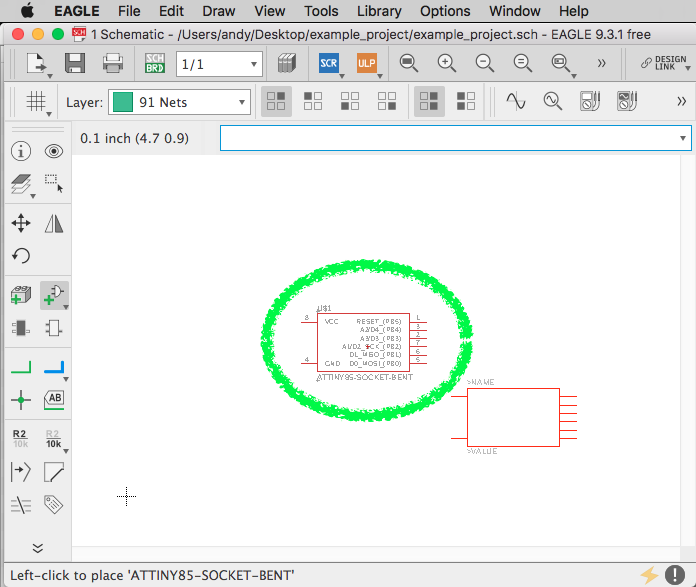 EAGLE File Edit Draw View Tools Library Options Window Help
1 Schematic - /Users/andy/Desktop/example_project/example_project.sch - EAGLE 9.3.1 free
SCH
BRD
1/1
SCR
ULP
DESIGN
LINK
Layer: 91 Nets
0.1 inch (4.7 0.9)
U$1
8 VCC RESET_(PB5) 1
A2/D4_(PB4) 3
A3/D3_(PB3) 2
A1/D2_SCK_(PB2) 7
D1_MISO_(PB1) 6
4 GND D0_MOSI_(PB0) 5
ATTINY85-SOCKET-BENT
>NAME
>VALUE
AB
R2
10k
R2
10k
Left-click to place 'ATTINY85-SOCKET-BENT'